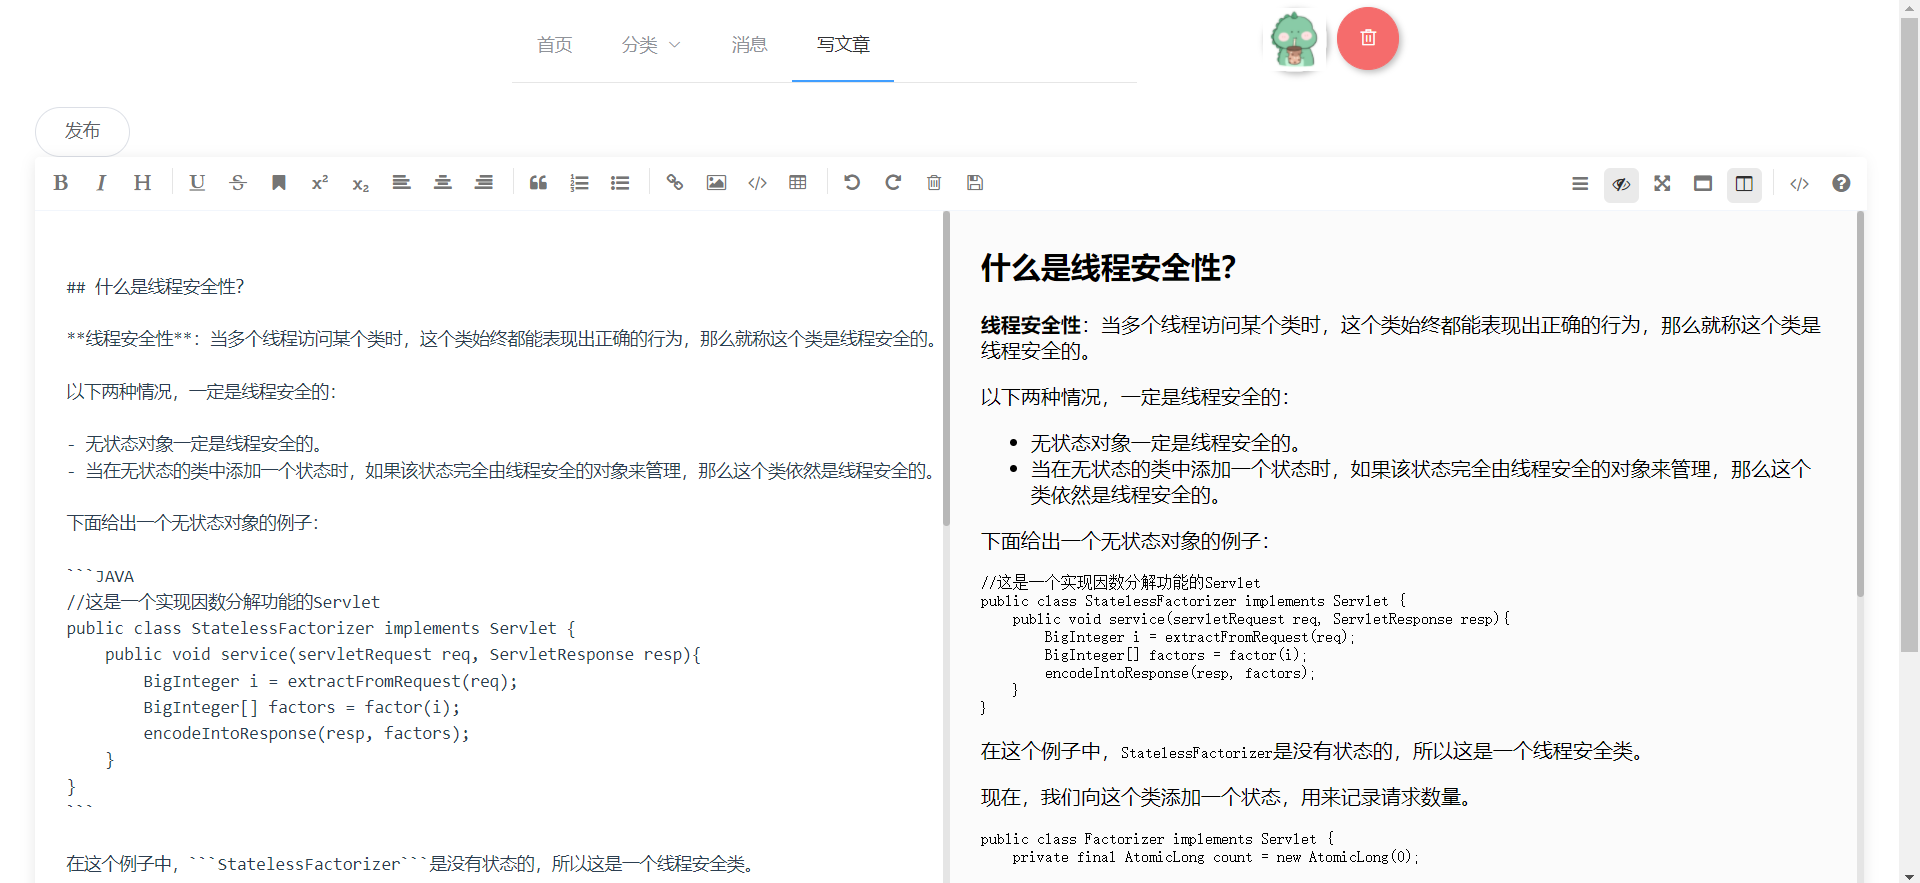 首页
分类
消息
写文章
发布
## 什么是线程安全性？
**线程安全性**：当多个线程访问某个类时，这个类始终都能表现出正确的行为，那么就称这个类是线程安全的。
以下两种情况，一定是线程安全的：
- 无状态对象一定是线程安全的。
- 当在无状态的类中添加一个状态时，如果该状态完全由线程安全的对象来管理，那么这个类依然是线程安全的。
下面给出一个无状态对象的例子：
```JAVA
//这是一个实现因数分解功能的Servlet
public class StatelessFactorizer implements Servlet {
    public void service(servletRequest req, ServletResponse resp){
        BigInteger i = extractFromRequest(req);
        BigInteger[] factors = factor(i);
        encodeIntoResponse(resp, factors);
    }
}
```
在这个例子中，```StatelessFactorizer```是没有状态的，所以这是一个线程安全类。
什么是线程安全性？
线程安全性：当多个线程访问某个类时，这个类始终都能表现出正确的行为，那么就称这个类是
线程安全的。
以下两种情况，一定是线程安全的：
无状态对象一定是线程安全的。
当在无状态的类中添加一个状态时，如果该状态完全由线程安全的对象来管理，那么这个
类依然是线程安全的。
下面给出一个无状态对象的例子：
//这是一个实现因数分解功能的Servlet
public class StatelessFactorizer implements Servlet {
    public void service(servletRequest req, ServletResponse resp){
        BigInteger i = extractFromRequest(req);
        BigInteger[] factors = factor(i);
        encodeIntoResponse(resp, factors);
    }
}
在这个例子中，StatelessFactorizer是没有状态的，所以这是一个线程安全类。
现在，我们向这个类添加一个状态，用来记录请求数量。
public class Factorizer implements Servlet {
    private final AtomicLong count = new AtomicLong(0);